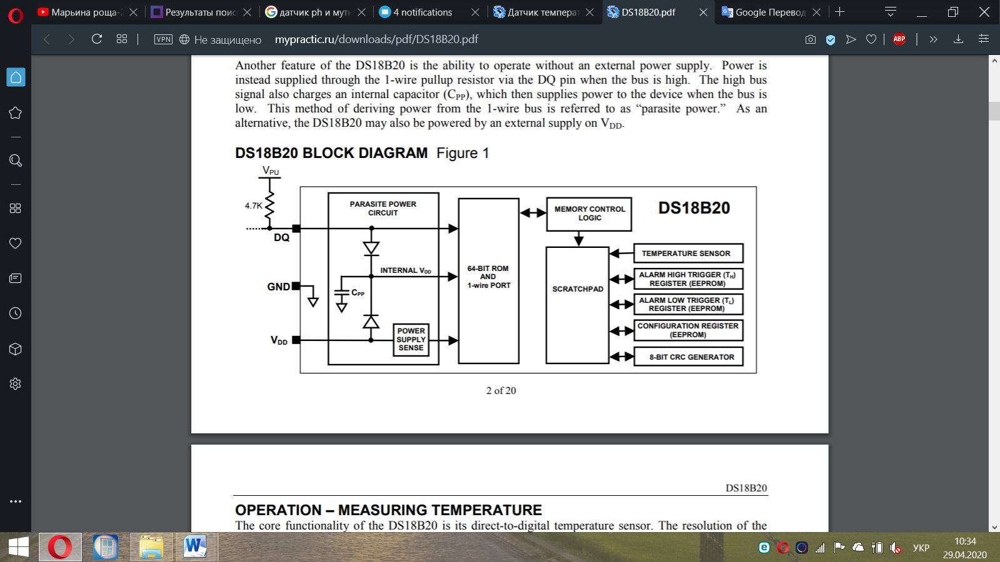 Марьина роща-2
Результаты поис
датчик ph и мутн
4 notifications
Датчик температ
DS18B20.pdf
Google Перевод
VPN
Не защищено
mypractic.ru/downloads/pdf/DS18B20.pdf
ABP
Another feature of the DS18B20 is the ability to operate without an external power supply. Power is
instead supplied through the 1-wire pullup resistor via the DQ pin when the bus is high. The high bus
signal also charges an internal capacitor (CPP), which then supplies power to the device when the bus is
low. This method of deriving power from the 1-wire bus is referred to as “parasite power.” As an
alternative, the DS18B20 may also be powered by an external supply on VDD.
DS18B20 BLOCK DIAGRAM Figure 1
VPU
4.7K
DQ
GND
VDD
PARASITE POWER
CIRCUIT
INTERNAL VDD
CPP
POWER
SUPPLY
SENSE
64-BIT ROM
AND
1-wire PORT
MEMORY CONTROL
LOGIC
DS18B20
SCRATCHPAD
TEMPERATURE SENSOR
ALARM HIGH TRIGGER (TH)
REGISTER (EEPROM)
ALARM LOW TRIGGER (TL)
REGISTER (EEPROM)
CONFIGURATION REGISTER
(EEPROM)
8-BIT CRC GENERATOR
2 of 20
DS18B20
OPERATION – MEASURING TEMPERATURE
The core functionality of the DS18B20 is its direct-to-digital temperature sensor. The resolution of the
УКР
10:34
29.04.2020